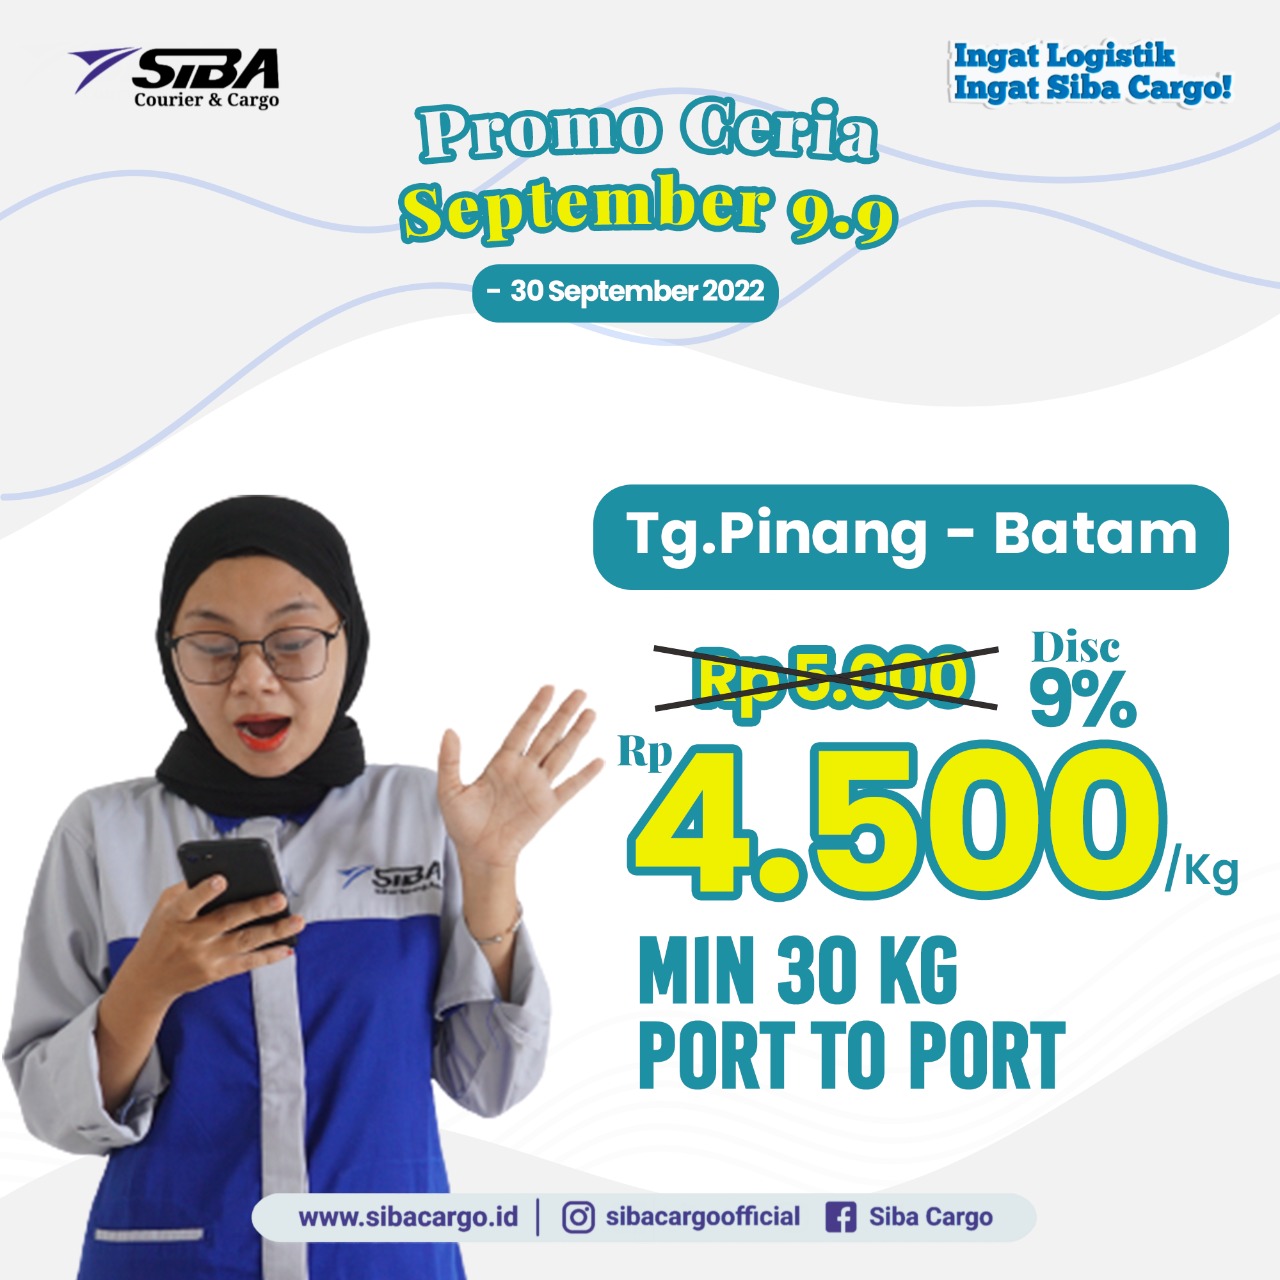 SIBA
Courier & Cargo
Ingat Logistik
Ingat Siba Cargo!
Promo Ceria
September 9.9
- 30 September 2022
Tg.Pinang - Batam
Rp 5.000
Disc
9%
Rp
4.500
/Kg
SIBA
MIN 30 KG
PORT TO PORT
www.sibacargo.id
sibacargoofficial
Siba Cargo